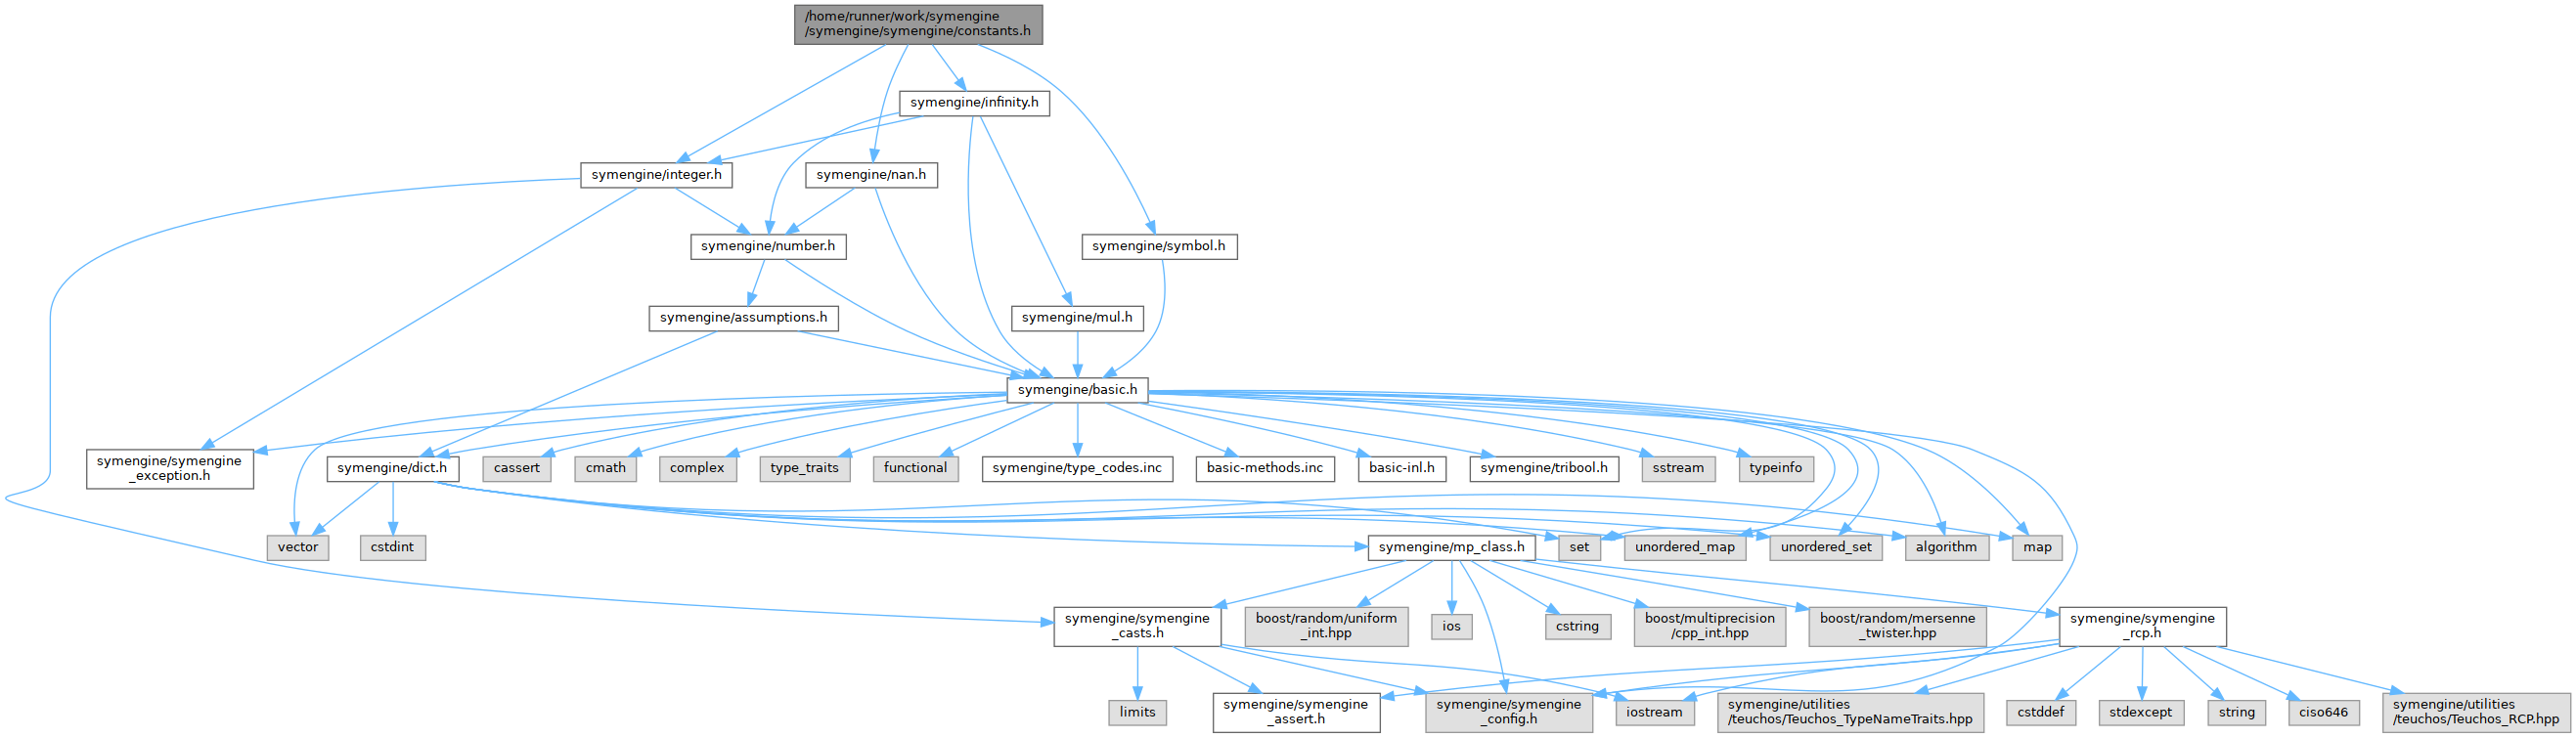 /home/runner/work/symengine
/symengine/symengine/constants.h
symengine/infinity.h
symengine/integer.h
symengine/nan.h
symengine/number.h
symengine/symbol.h
symengine/assumptions.h
symengine/mul.h
symengine/basic.h
symengine/symengine
_exception.h
symengine/dict.h
cassert
cmath
complex
type_traits
functional
symengine/type_codes.inc
basic-methods.inc
basic-inl.h
symengine/tribool.h
sstream
typeinfo
vector
cstdint
symengine/mp_class.h
set
unordered_map
unordered_set
algorithm
map
symengine/symengine
_casts.h
boost/random/uniform
_int.hpp
ios
cstring
boost/multiprecision
/cpp_int.hpp
boost/random/mersenne
_twister.hpp
symengine/symengine
_rcp.h
limits
symengine/symengine
_assert.h
symengine/symengine
_config.h
iostream
symengine/utilities
/teuchos/Teuchos_TypeNameTraits.hpp
cstddef
stdexcept
string
ciso646
symengine/utilities
/teuchos/Teuchos_RCP.hpp